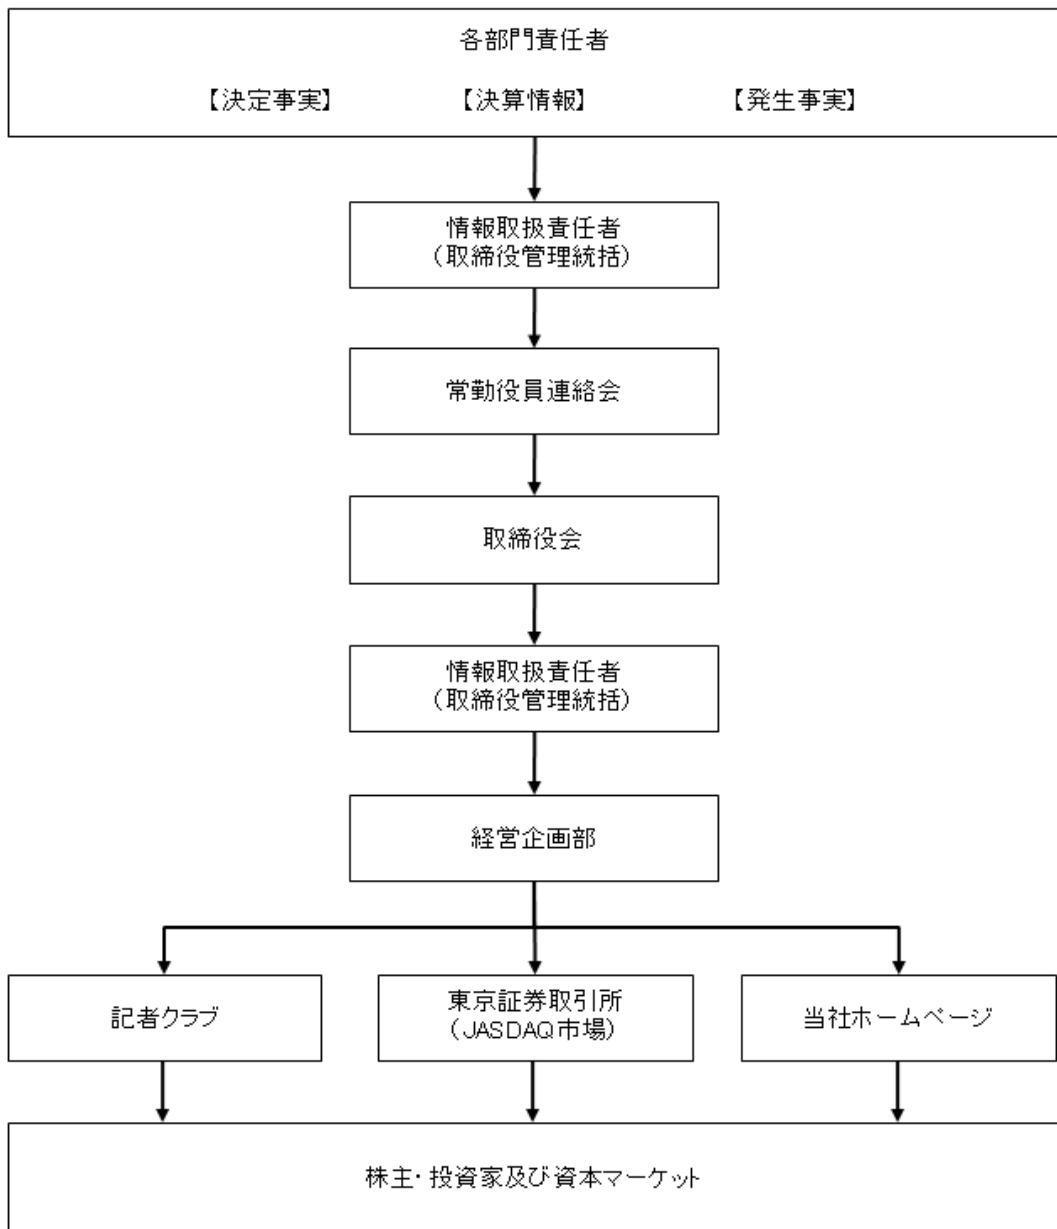 各部門責任者
【決定事実】 【決算情報】 【発生事実】
情報取扱責任者
(取締役管理統括)
常勤役員連絡会
取締役会
情報取扱責任者
(取締役管理統括)
経営企画部
記者クラブ
東京証券取引所
(JASDAQ市場)
当社ホームページ
株主・投資家及び資本マーケット